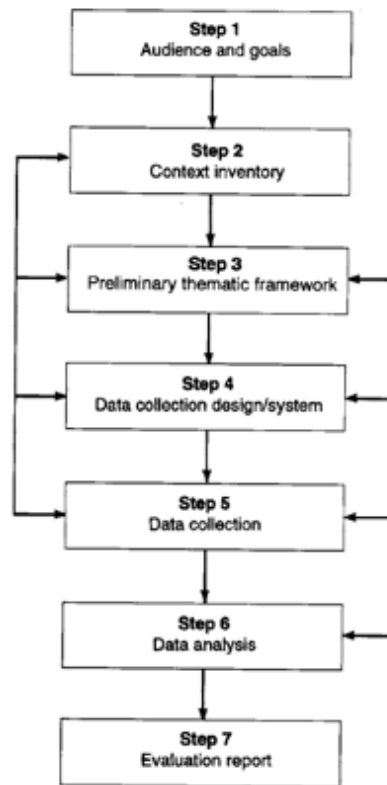 Step 1
Audience and goals
Step 2
Context inventory
Step 3
Preliminary thematic framework
Step 4
Data collection design/system
Step 5
Data collection
Step 6
Data analysis
Step 7
Evaluation report